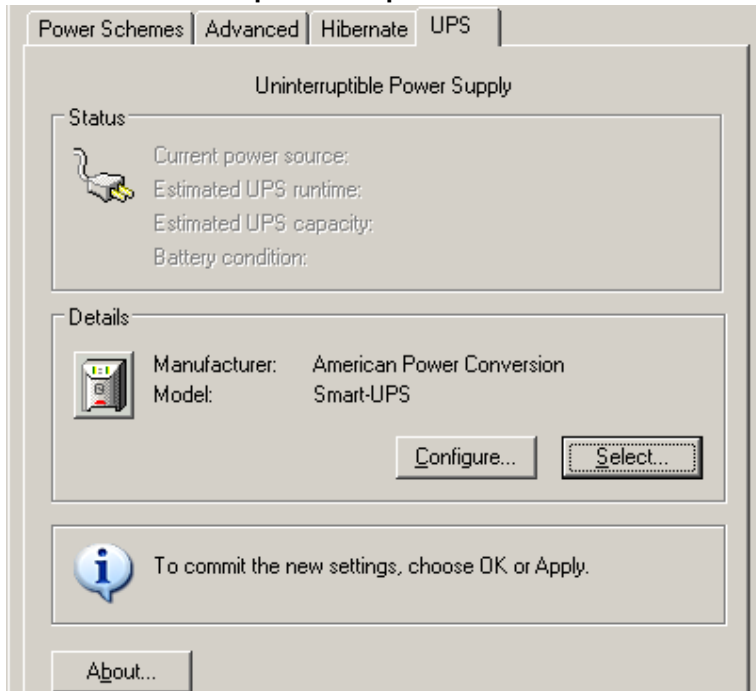 Power Schemes Advanced Hibernate UPS
Uninterruptible Power Supply
Status
Current power source:
Estimated UPS runtime:
Estimated UPS capacity:
Battery condition:
Details
Manufacturer: American Power Conversion
Model: Smart-UPS
Configure... Select...
To commit the new settings, choose OK or Apply.
About...